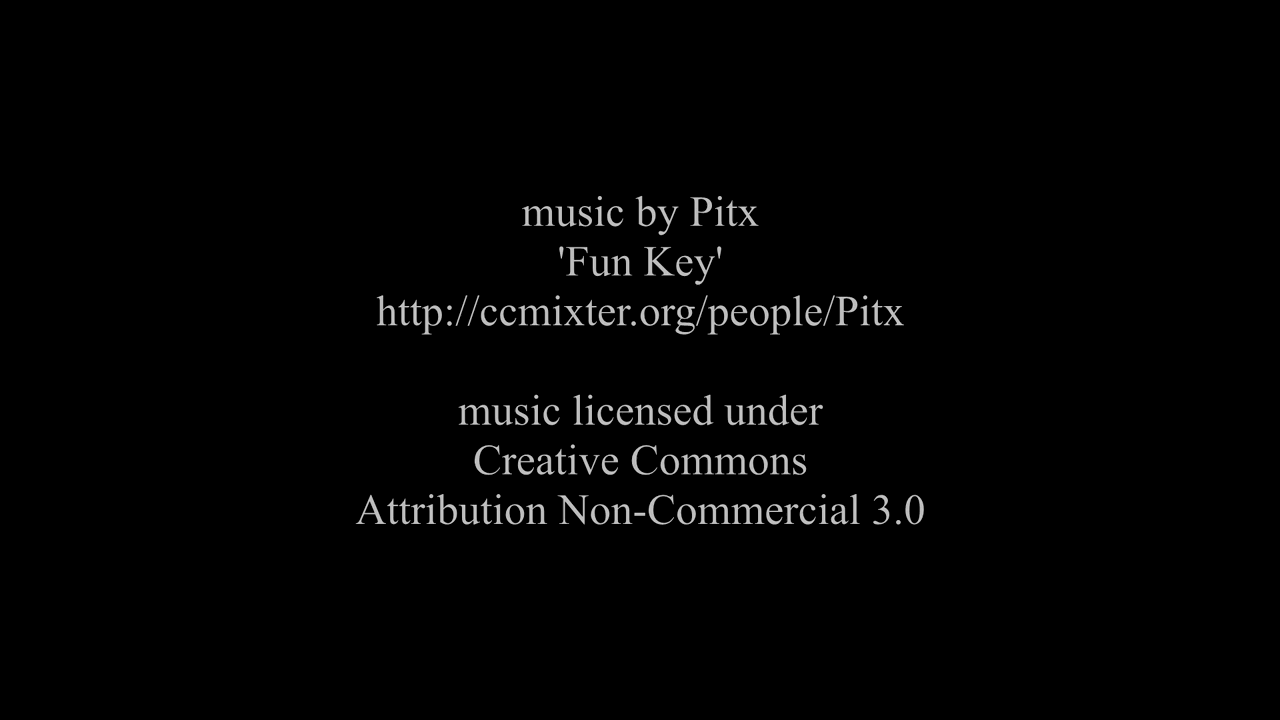 music by Pitx
'Fun Key'
http://ccmixter.org/people/Pitx
music licensed under
Creative Commons
Attribution Non-Commercial 3.0